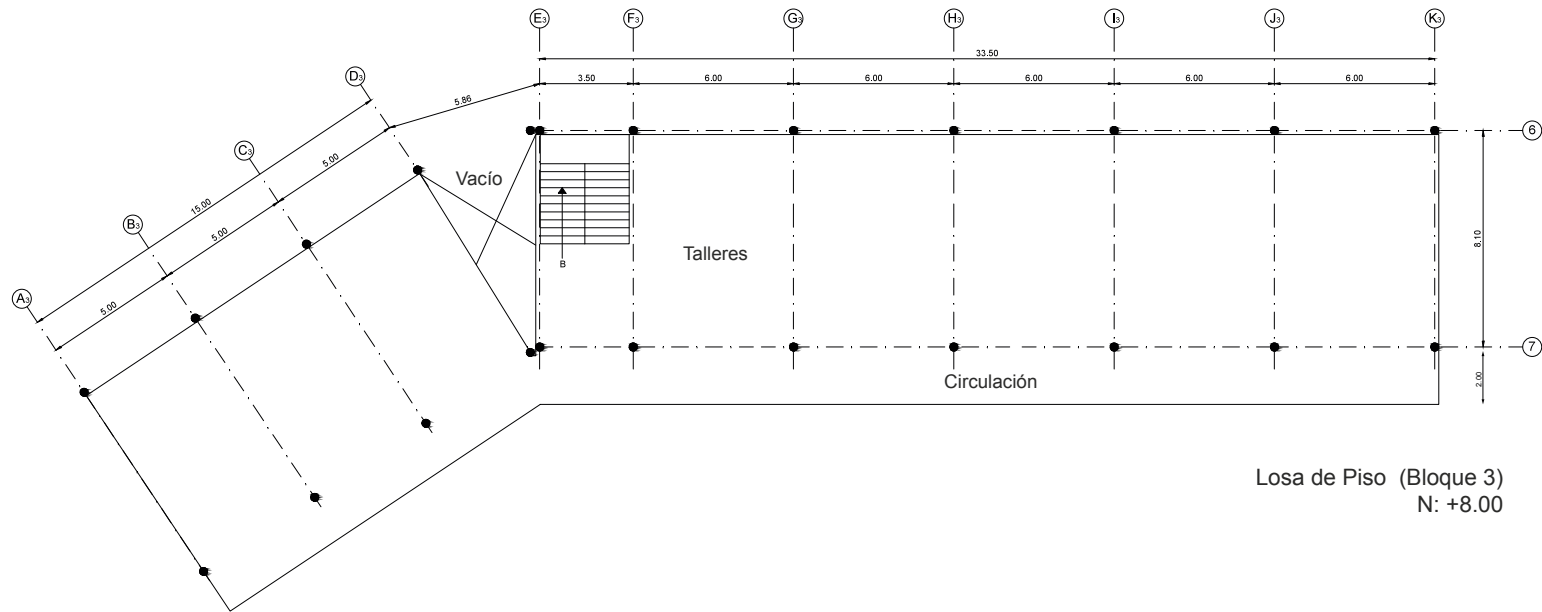 E3
F3
G3
H3
I3
J3
K3
33.50
3.50
6.00
6.00
6.00
6.00
6.00
D3
5.86
C3
5.00
15.00
B3
5.00
A3
5.00
6
Vacío
B
Talleres
8.10
7
Circulación
2.00
Losa de Piso (Bloque 3)
N: +8.00